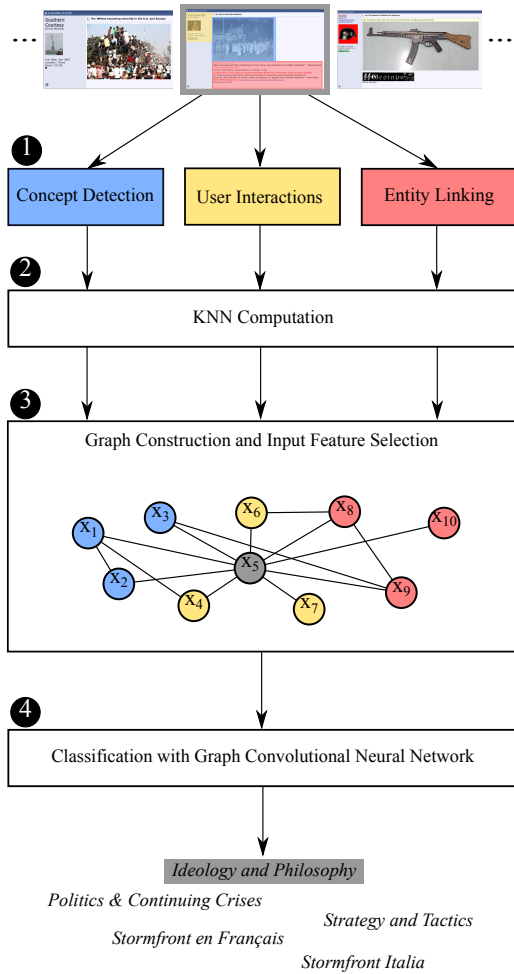 Southern
Courtesy
1
Concept Detection
User Interactions
Entity Linking
2
KNN Computation
3
Graph Construction and Input Feature Selection
x1
x3
x6
x8
x10
x2
x5
x4
x7
x9
4
Classification with Graph Convolutional Neural Network
Ideology and Philosophy
Politics & Continuing Crises
Strategy and Tactics
Stormfront en Français
Stormfront Italia